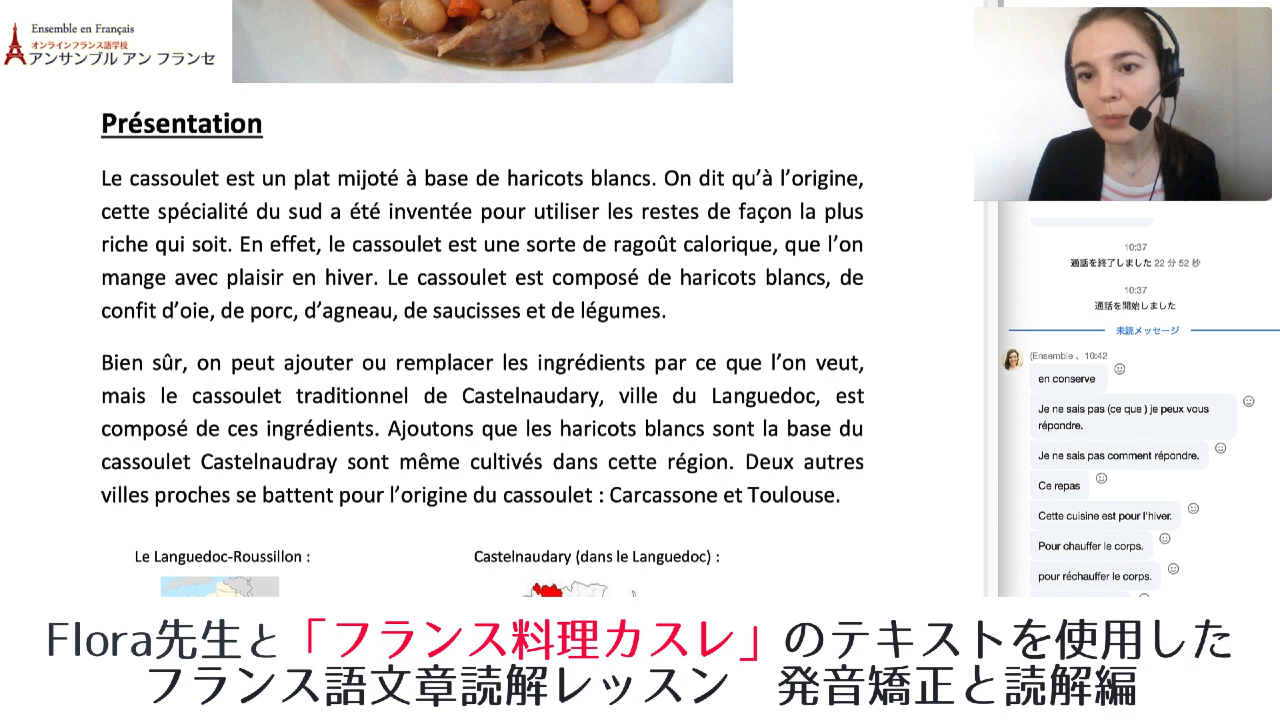 Ensemble en Français
オンラインフランス語学校
アンサンブル アン フランセ
Présentation
Le cassoulet est un plat mijoté à base de haricots blancs. On dit qu’à l’origine,
cette spécialité du sud a été inventée pour utiliser les restes de façon la plus
riche qui soit. En effet, le cassoulet est une sorte de ragoût calorique, que l’on
mange avec plaisir en hiver. Le cassoulet est composé de haricots blancs, de
confit d’oie, de porc, d’agneau, de saucisses et de légumes.
Bien sûr, on peut ajouter ou remplacer les ingrédients par ce que l’on veut,
mais le cassoulet traditionnel de Castelnaudary, ville du Languedoc, est
composé de ces ingrédients. Ajoutons que les haricots blancs sont la base du
cassoulet Castelnaudray sont même cultivés dans cette région. Deux autres
villes proches se battent pour l’origine du cassoulet : Carcassone et Toulouse.
Le Languedoc-Roussillon :
Castelnaudary (dans le Languedoc) :
10:37
通話を終了しました 22 分 52 秒
10:37
通話を開始しました
未読メッセージ
(Ensemble 、 10:42
en conserve
Je ne sais pas (ce que ) je peux vous
répondre.
Je ne sais pas comment répondre.
Ce repas
Cette cuisine est pour l'hiver.
Pour chauffer le corps.
pour réchauffer le corps.
Flora先生と「フランス料理カスレ」のテキストを使用した
フランス語文章読解レッスン　発音矯正と読解編